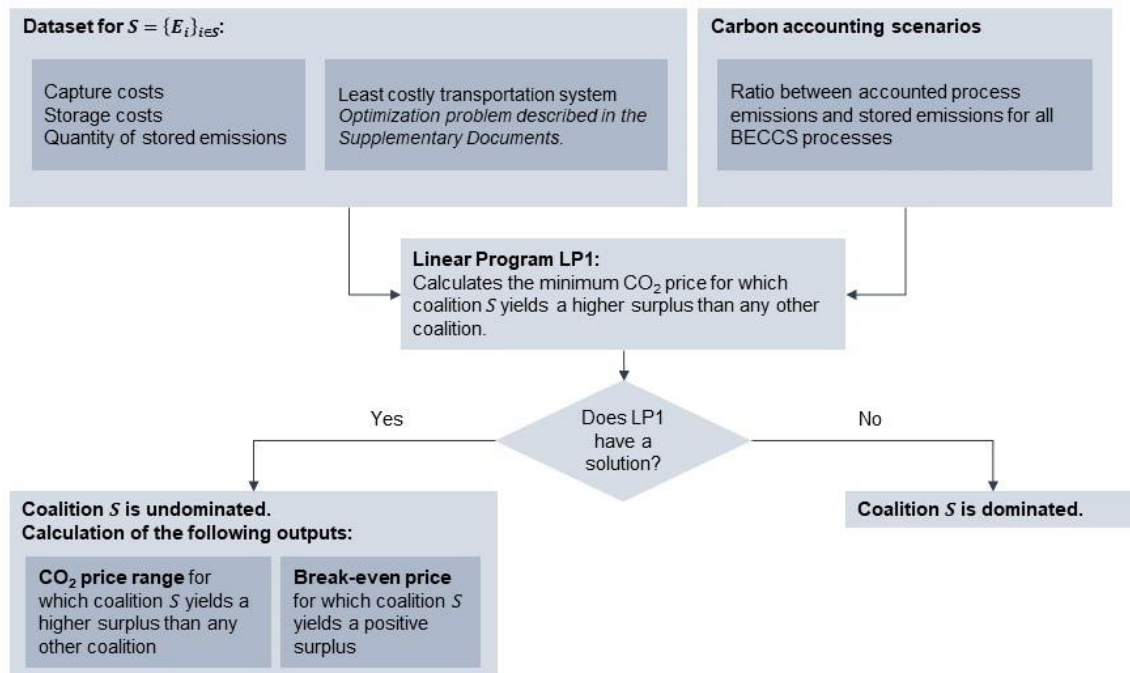 Dataset for S = {E_i}_{i∈S}:
Capture costs
Storage costs
Quantity of stored emissions
Least costly transportation system
Optimization problem described in the
Supplementary Documents.
Carbon accounting scenarios
Ratio between accounted process
emissions and stored emissions for all
BECCS processes
Linear Program LP1:
Calculates the minimum CO₂ price for which
coalition S yields a higher surplus than any other
coalition.
Does LP1
have a
solution?
Yes
No
Coalition S is undominated.
Calculation of the following outputs:
CO₂ price range for
which coalition S yields a
higher surplus than any
other coalition
Break-even price
for which coalition S
yields a positive
surplus
Coalition S is dominated.